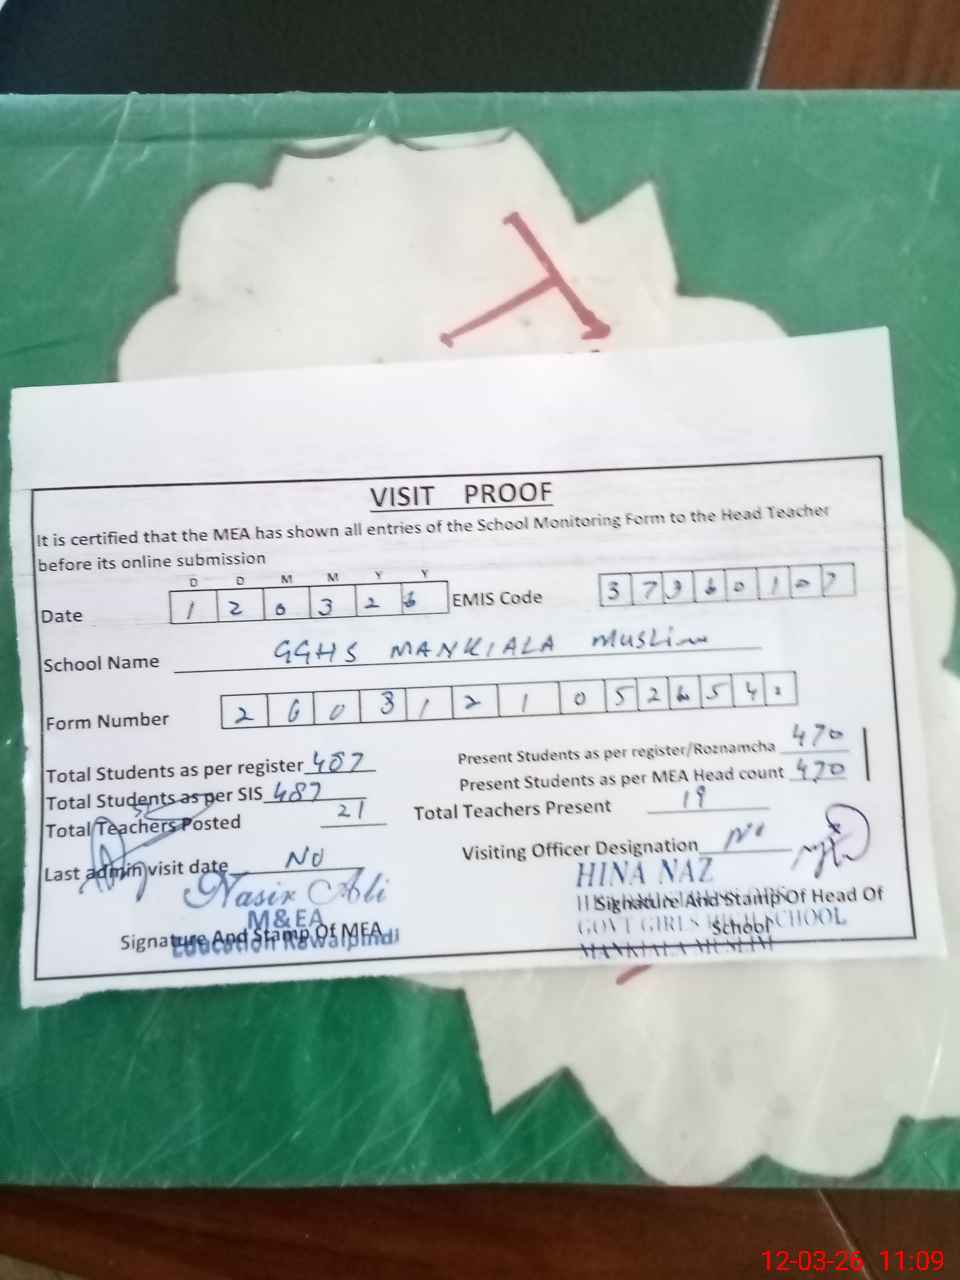 VISIT PROOF
It is certified that the MEA has shown all entries of the School Monitoring Form to the Head Teacher
before its online submission
D D M M Y Y
Date 1 2 0 3 2 6 EMIS Code 3 7 3 6 0 1 0 7
School Name GGHS MANKIALA MUSLim
Form Number 2 6 0 3 1 2 1 0 5 2 6 5 4
Total Students as per register 487 Present Students as per register/Roznamcha 470
Total Students as per SIS 487 Present Students as per MEA Head count 470
Total Teachers Posted 21 Total Teachers Present 19
Last admin visit date NO Visiting Officer Designation No
Nasir Ali
M&EA
Education Rawalpindi
Signature And Stamp Of MEA
HINA NAZ
Signature And Stamp Of Head Of
School
GOVT GIRLS HIGH SCHOOL
MANKIALA MUSLIM
12-03-26 11:09